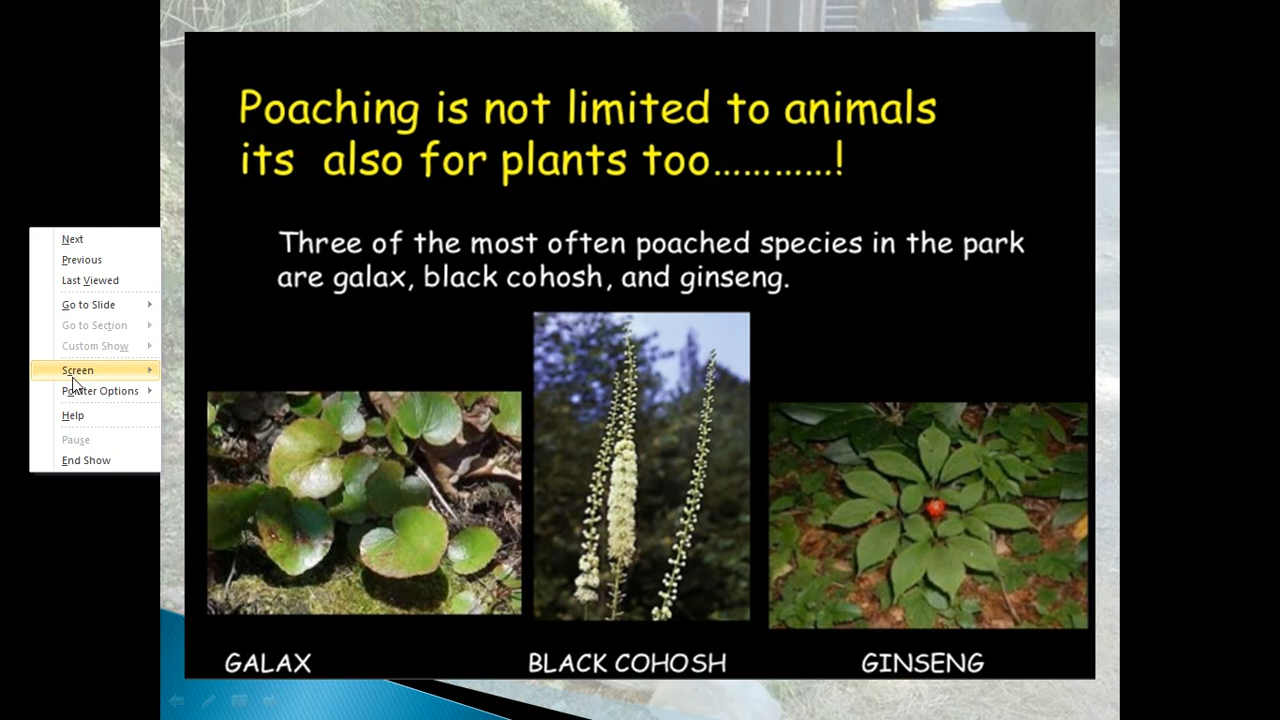 Poaching is not limited to animals
its also for plants too............!
Three of the most often poached species in the park
are galax, black cohosh, and ginseng.
Next
Previous
Last Viewed
Go to Slide
Go to Section
Custom Show
Screen
Pointer Options
Help
Pause
End Show
GALAX
BLACK COHOSH
GINSENG